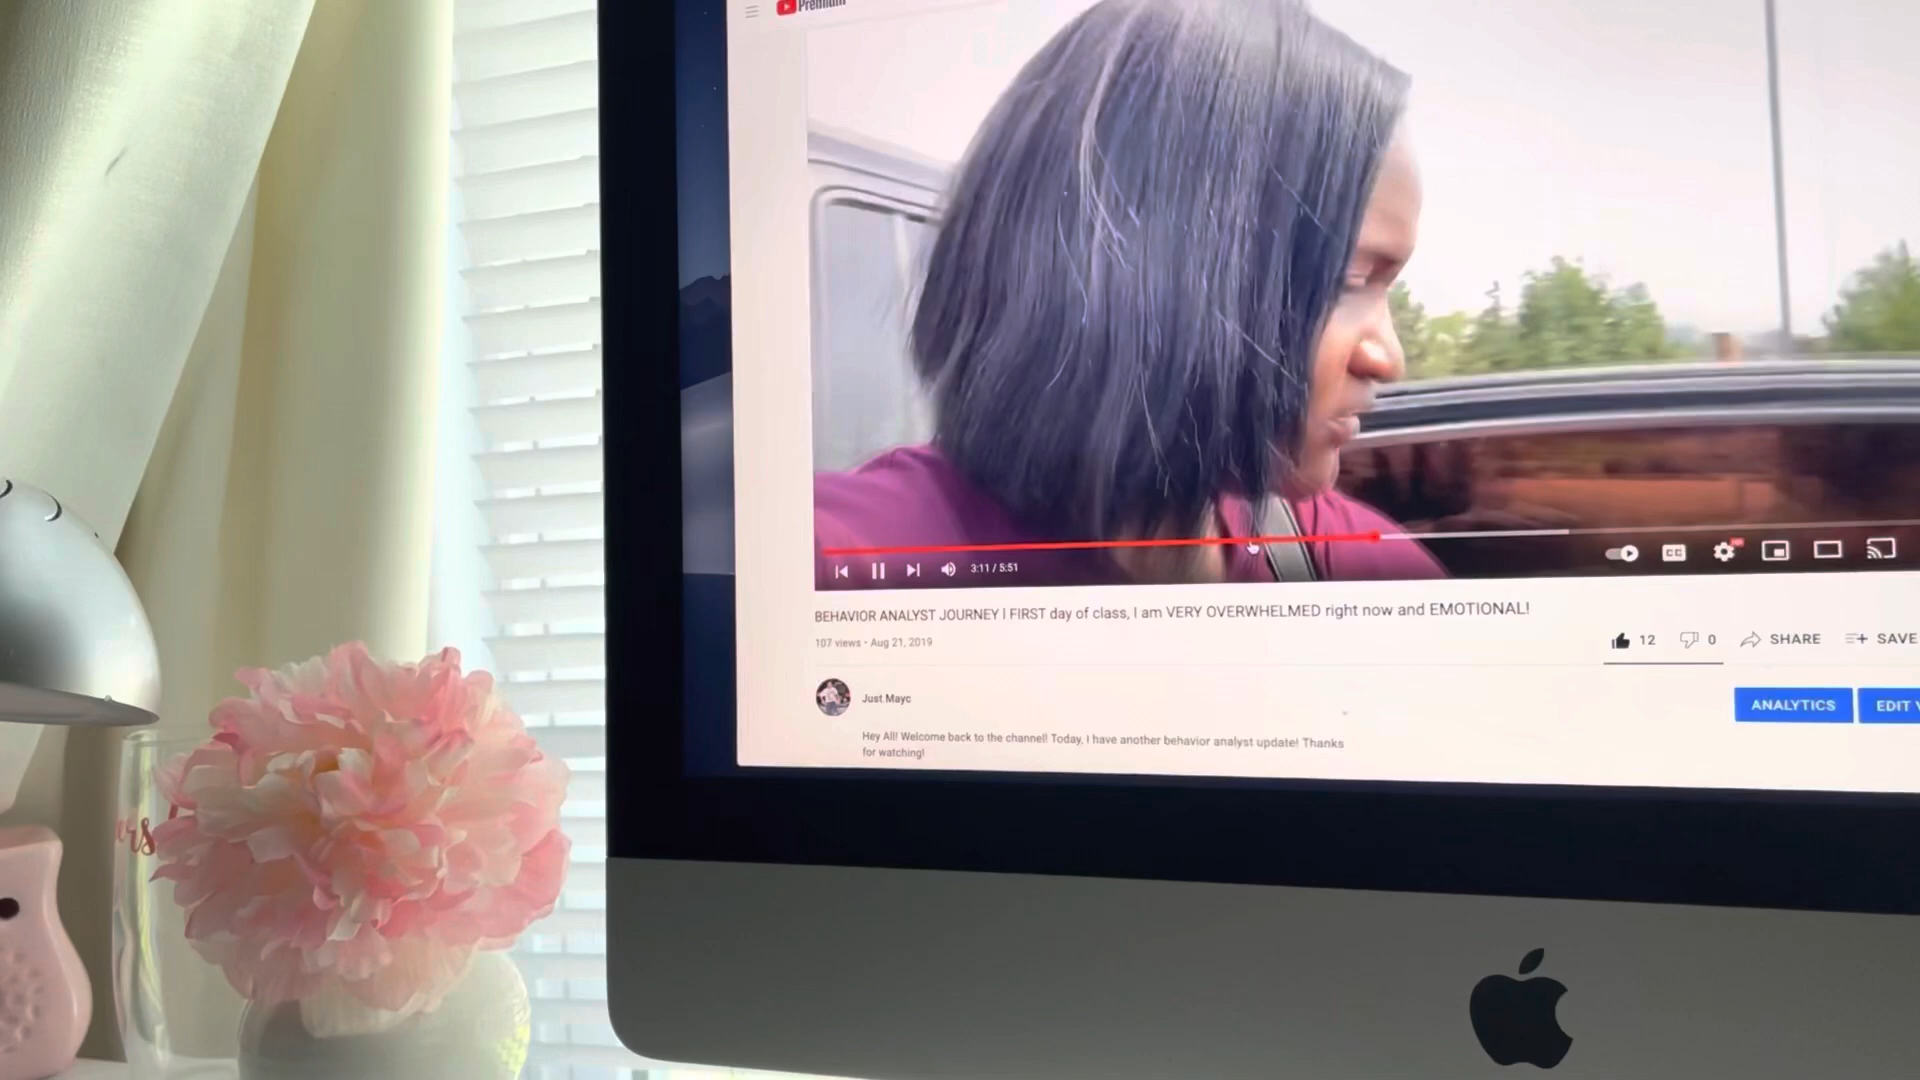 Premium
3:11 / 5:51
CC
BEHAVIOR ANALYST JOURNEY I FIRST day of class, I am VERY OVERWHELMED right now and EMOTIONAL!
107 views • Aug 21, 2019
12
0
SHARE
SAVE
Just Mayc
ANALYTICS
EDIT V
Hey All! Welcome back to the channel! Today, I have another behavior analyst update! Thanks
for watching!
ers